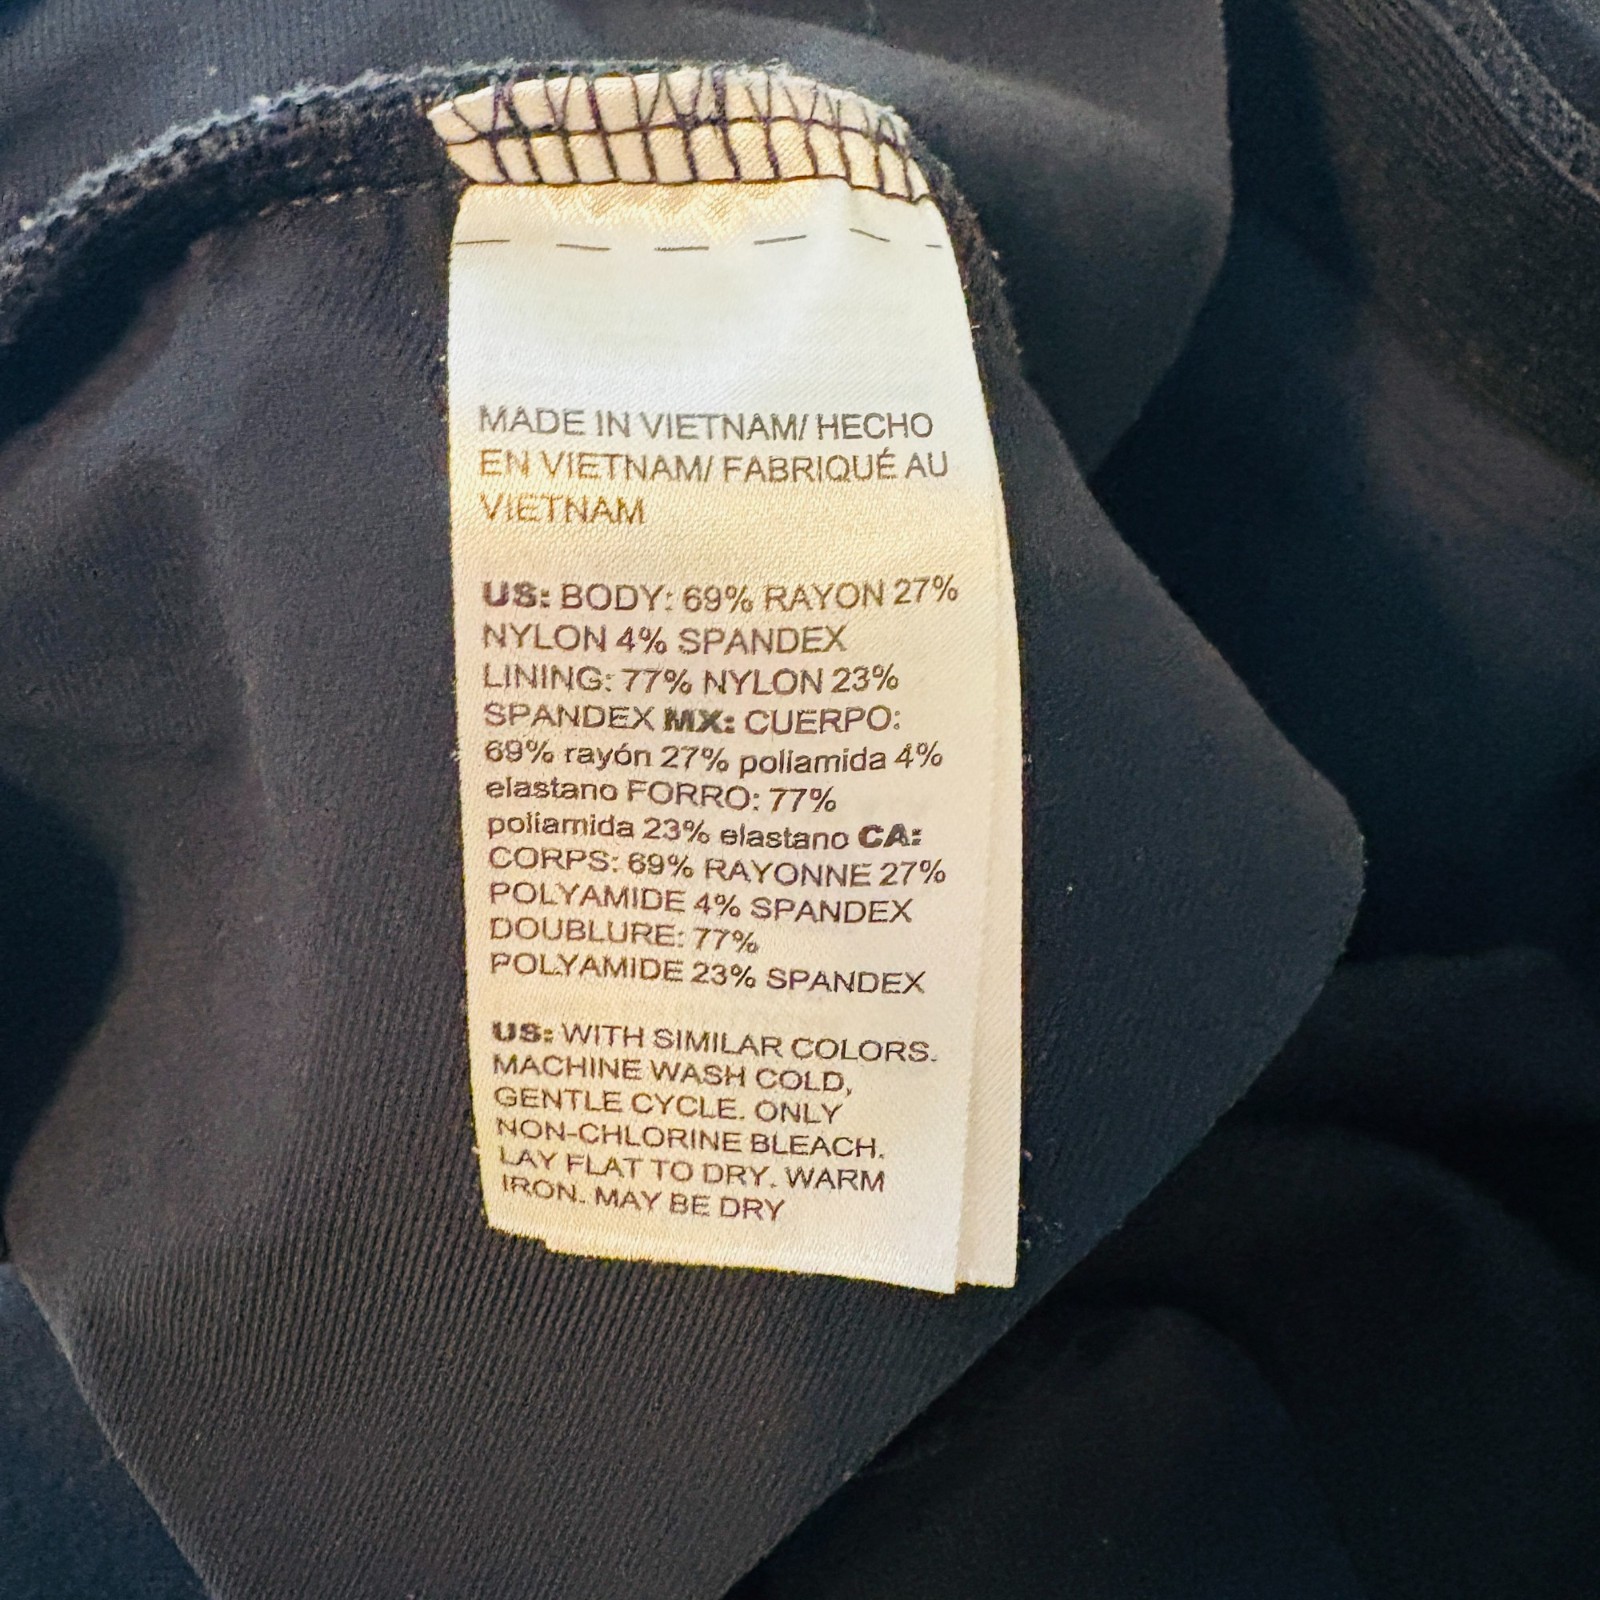 MADE IN VIETNAM/ HECHO
EN VIETNAM/ FABRIQUÉ AU
VIETNAM
US: BODY: 69% RAYON 27%
NYLON 4% SPANDEX
LINING: 77% NYLON 23%
SPANDEX MX: CUERPO:
69% rayón 27% poliamida 4%
elastano FORRO: 77%
poliamida 23% elastano CA:
CORPS: 69% RAYONNE 27%
POLYAMIDE 4% SPANDEX
DOUBLURE: 77%
POLYAMIDE 23% SPANDEX
US: WITH SIMILAR COLORS.
MACHINE WASH COLD,
GENTLE CYCLE. ONLY
NON-CHLORINE BLEACH.
LAY FLAT TO DRY. WARM
IRON. MAY BE DRY